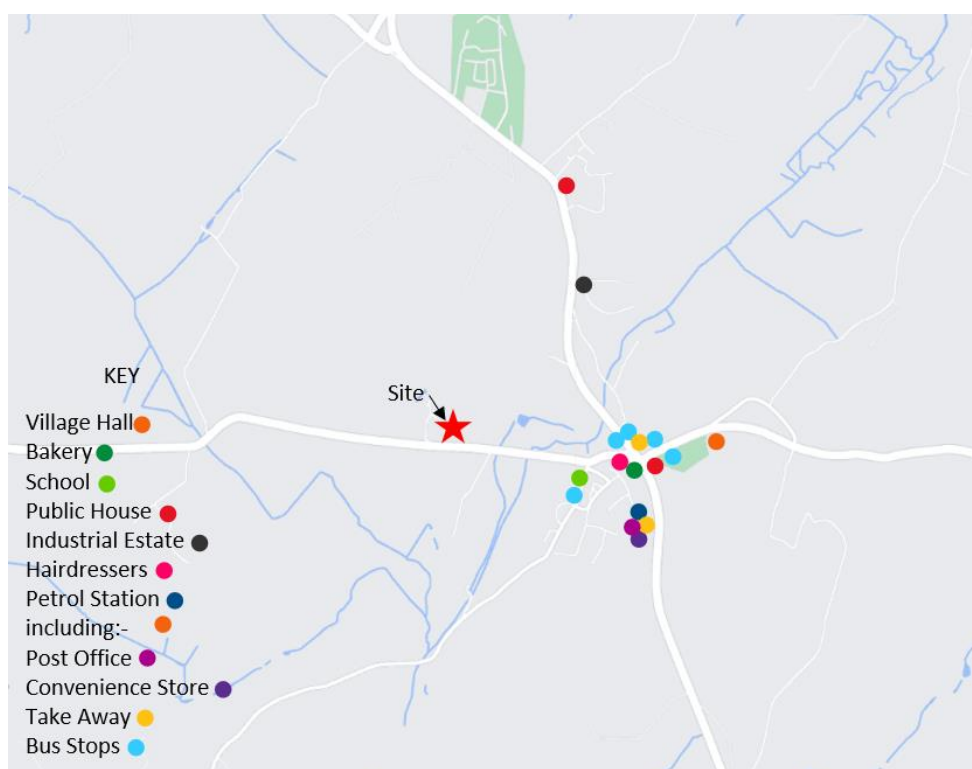 KEY
Site
Village Hall
Bakery
School
Public House
Industrial Estate
Hairdressers
Petrol Station
including:-
Post Office
Convenience Store
Take Away
Bus Stops